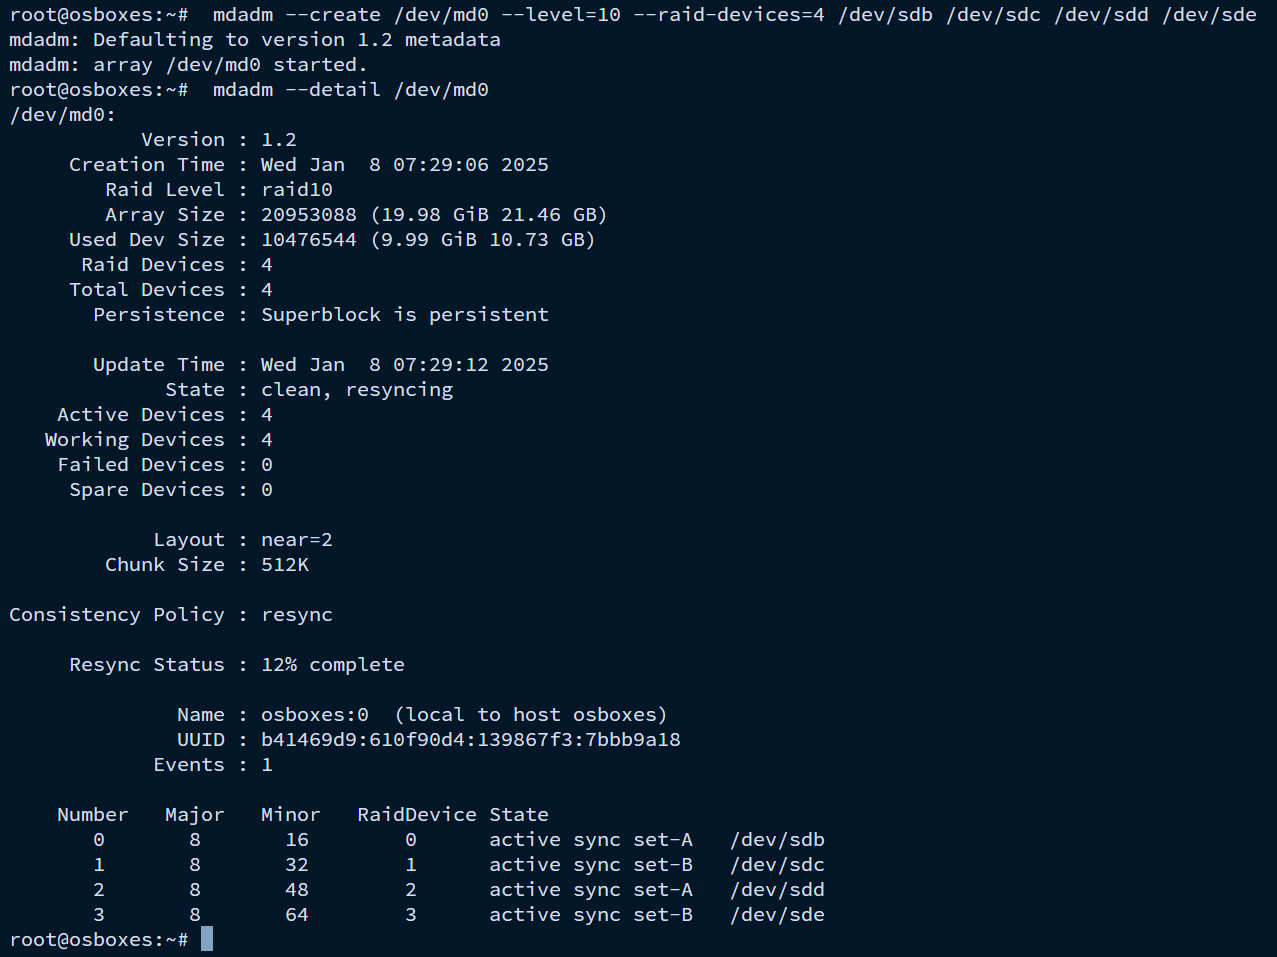 root@osboxes:~#  mdadm --create /dev/md0 --level=10 --raid-devices=4 /dev/sdb /dev/sdc /dev/sdd /dev/sde
mdadm: Defaulting to version 1.2 metadata
mdadm: array /dev/md0 started.
root@osboxes:~#  mdadm --detail /dev/md0
/dev/md0:
           Version : 1.2
     Creation Time : Wed Jan  8 07:29:06 2025
        Raid Level : raid10
        Array Size : 20953088 (19.98 GiB 21.46 GB)
     Used Dev Size : 10476544 (9.99 GiB 10.73 GB)
      Raid Devices : 4
     Total Devices : 4
       Persistence : Superblock is persistent

       Update Time : Wed Jan  8 07:29:12 2025
             State : clean, resyncing
    Active Devices : 4
   Working Devices : 4
    Failed Devices : 0
     Spare Devices : 0

            Layout : near=2
        Chunk Size : 512K

Consistency Policy : resync

     Resync Status : 12% complete

              Name : osboxes:0  (local to host osboxes)
              UUID : b41469d9:610f90d4:139867f3:7bbb9a18
            Events : 1

    Number   Major   Minor   RaidDevice State
       0       8       16        0      active sync set-A   /dev/sdb
       1       8       32        1      active sync set-B   /dev/sdc
       2       8       48        2      active sync set-A   /dev/sdd
       3       8       64        3      active sync set-B   /dev/sde
root@osboxes:~#